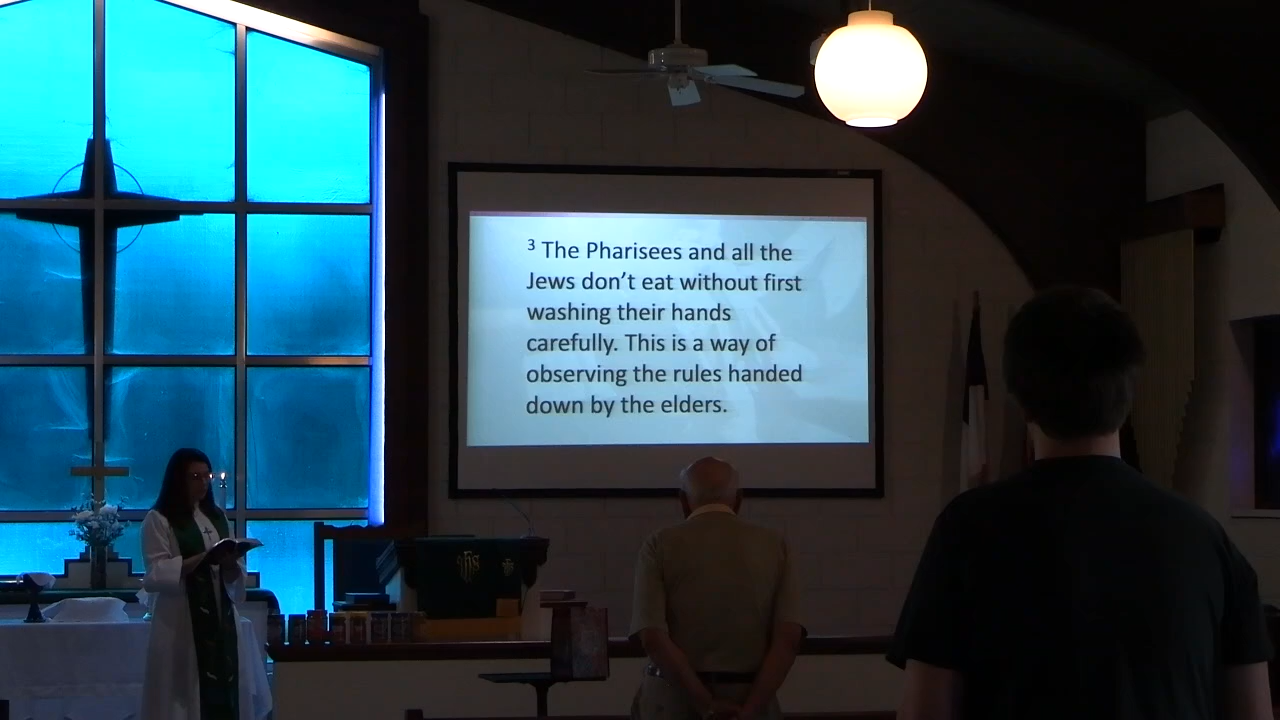 3 The Pharisees and all the
Jews don't eat without first
washing their hands
carefully. This is a way of
observing the rules handed
down by the elders.
IHS